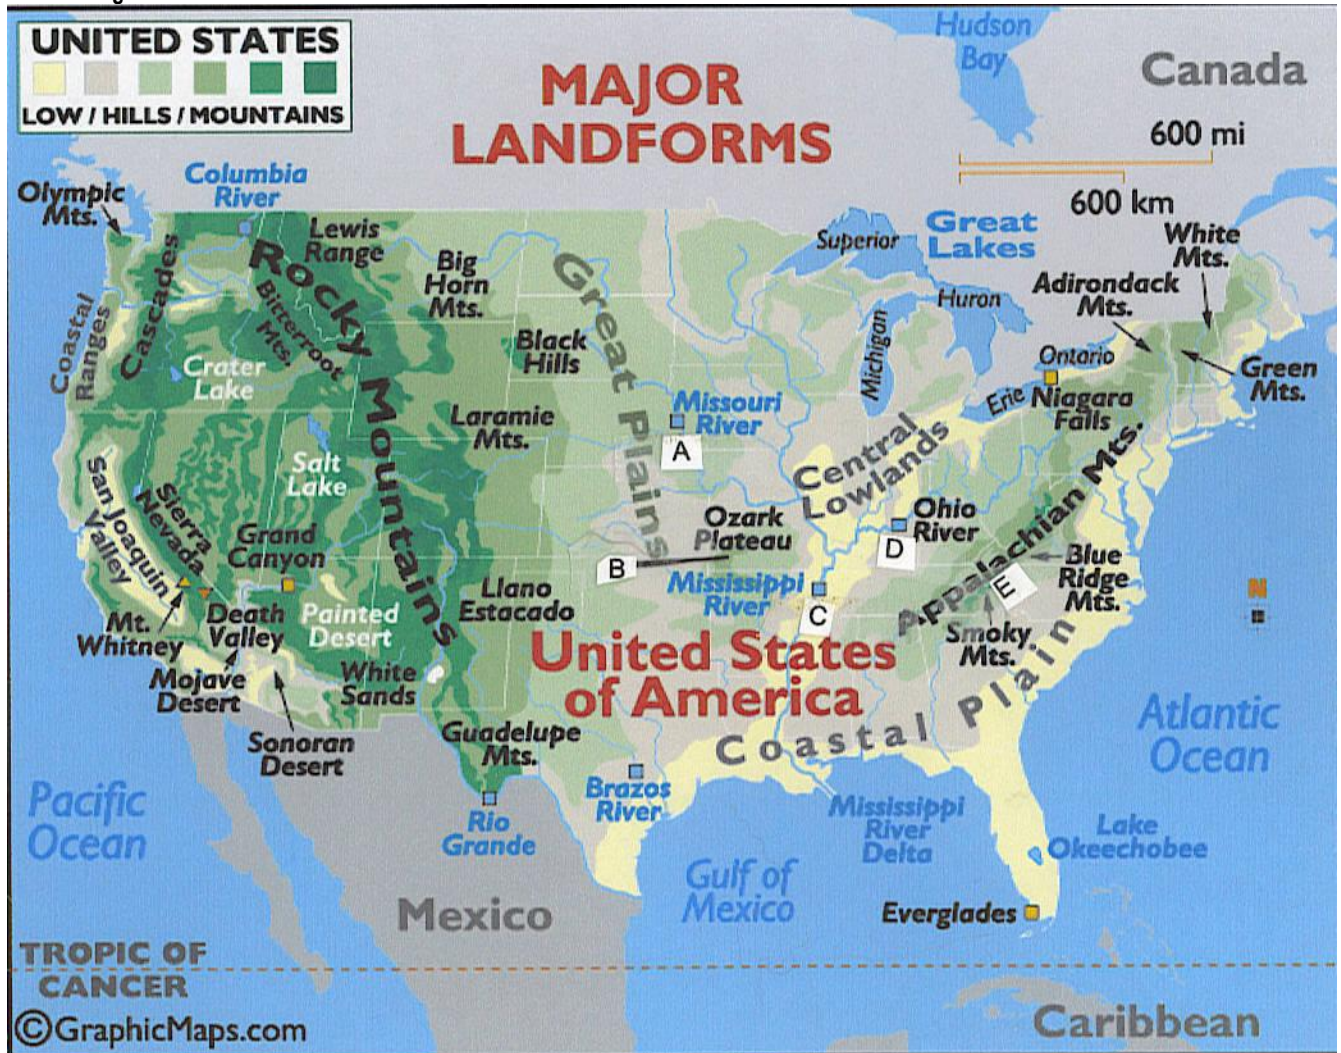 UNITED STATES
LOW / HILLS / MOUNTAINS
MAJOR
LANDFORMS
Hudson
Bay
Canada
600 mi
600 km
Olympic
Mts.
Columbia
River
Cascades
Coastal
Ranges
Rocky Mountains
Lewis
Range
Bitterroot
Mts.
Big
Horn
Mts.
Great Plains
Black
Hills
Superior
Great
Lakes
Huron
Michigan
Ontario
Erie
White
Mts.
Adirondack
Mts.
Green
Mts.
Niagara
Falls
Crater
Lake
Laramie
Mts.
Missouri
River
A
Central
Lowlands
Salt
Lake
San Joaquin
Valley
Sierra
Nevada
Grand
Canyon
Ozark
Plateau
Ohio
River
D
Appalachian Mts.
Blue
Ridge
Mts.
B
Mississippi
River
C
E
Smoky
Mts.
Llano
Estacado
Mt.
Whitney
Death
Valley
Painted
Desert
Mojave
Desert
White
Sands
United States
of America
Coastal Plain
N
Sonoran
Desert
Guadelupe
Mts.
Pacific
Ocean
Rio
Grande
Brazos
River
Mississippi
River
Delta
Atlantic
Ocean
Lake
Okeechobee
Gulf of
Mexico
Mexico
Everglades
TROPIC OF
CANCER
©GraphicMaps.com
Caribbean